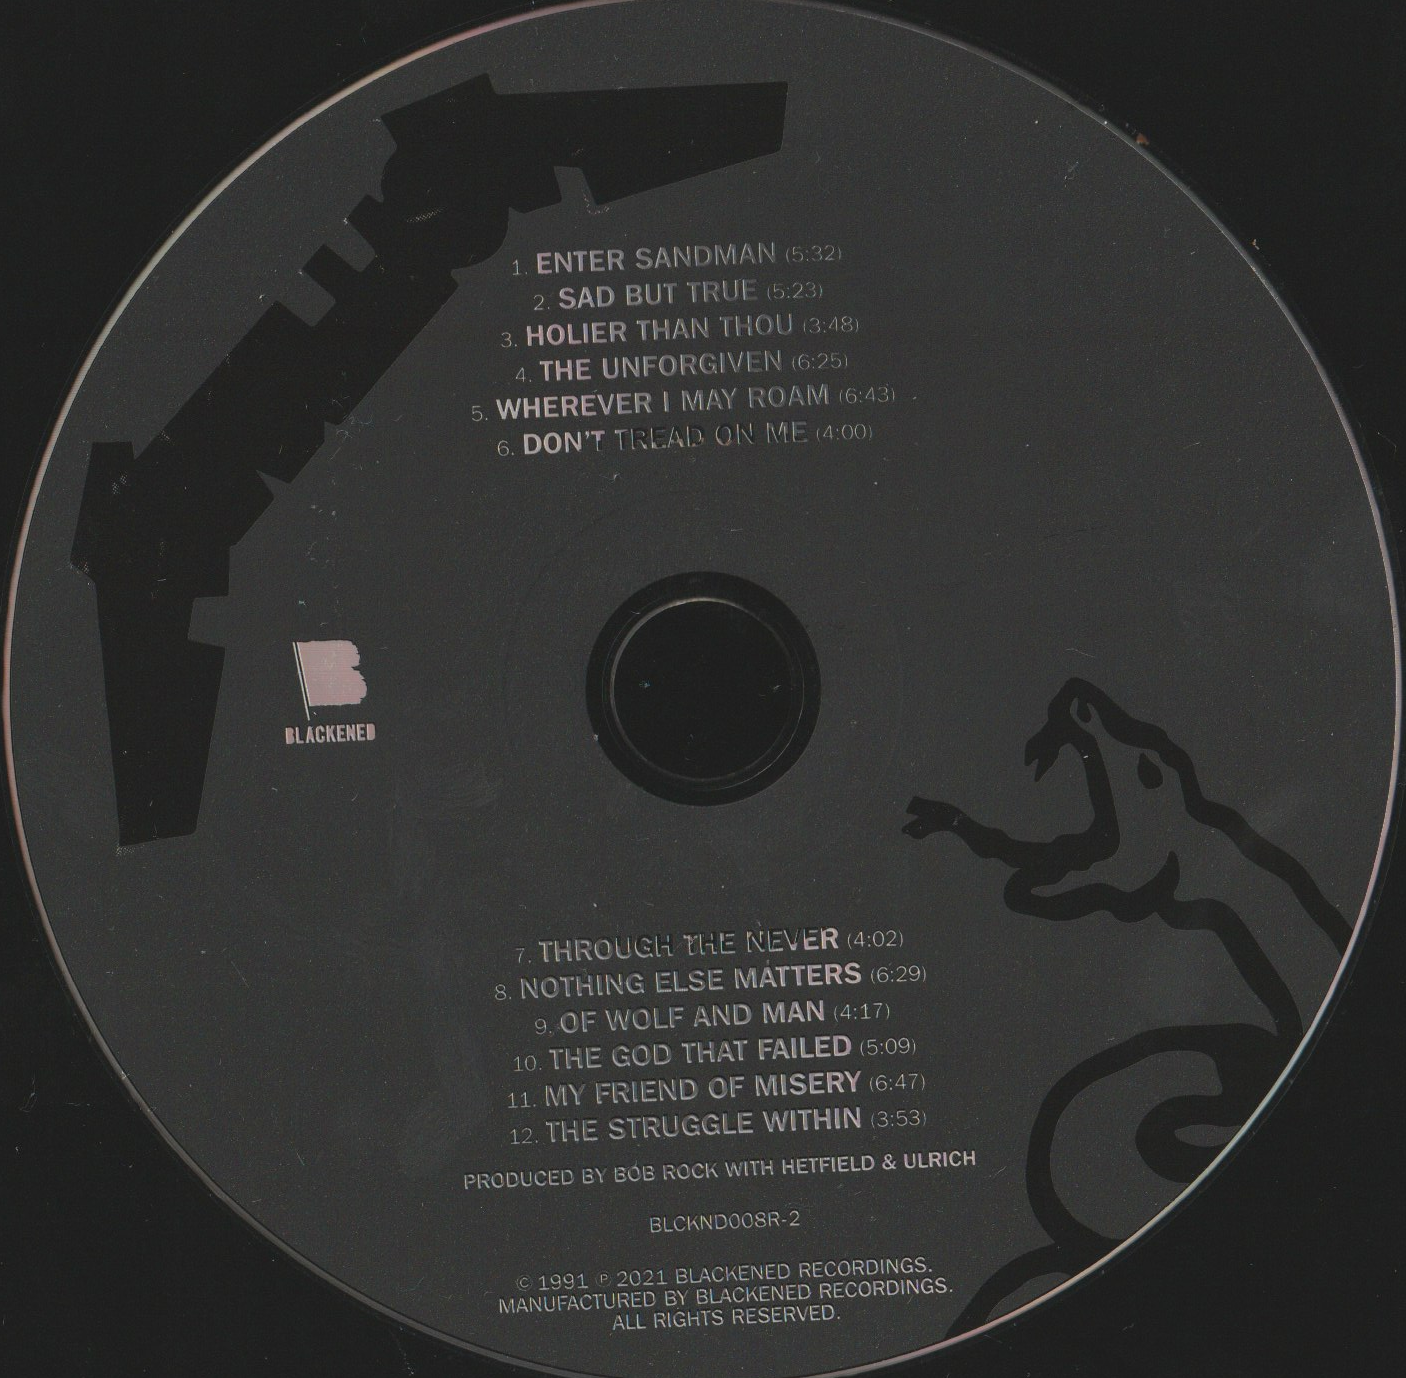 1. ENTER SANDMAN (5:32)
2. SAD BUT TRUE (5:23)
3. HOLIER THAN THOU (3:48)
4. THE UNFORGIVEN (6:25)
5. WHEREVER I MAY ROAM (6:43)
6. DON'T TREAD ON ME (4:00)
B
BLACKENED
7. THROUGH THE NEVER (4:02)
8. NOTHING ELSE MATTERS (6:29)
9. OF WOLF AND MAN (4:17)
10. THE GOD THAT FAILED (5:09)
11. MY FRIEND OF MISERY (6:47)
12. THE STRUGGLE WITHIN (3:53)
PRODUCED BY BOB ROCK WITH HETFIELD & ULRICH
BLCKND008R-2
© 1991 ℗ 2021 BLACKENED RECORDINGS.
MANUFACTURED BY BLACKENED RECORDINGS.
ALL RIGHTS RESERVED.